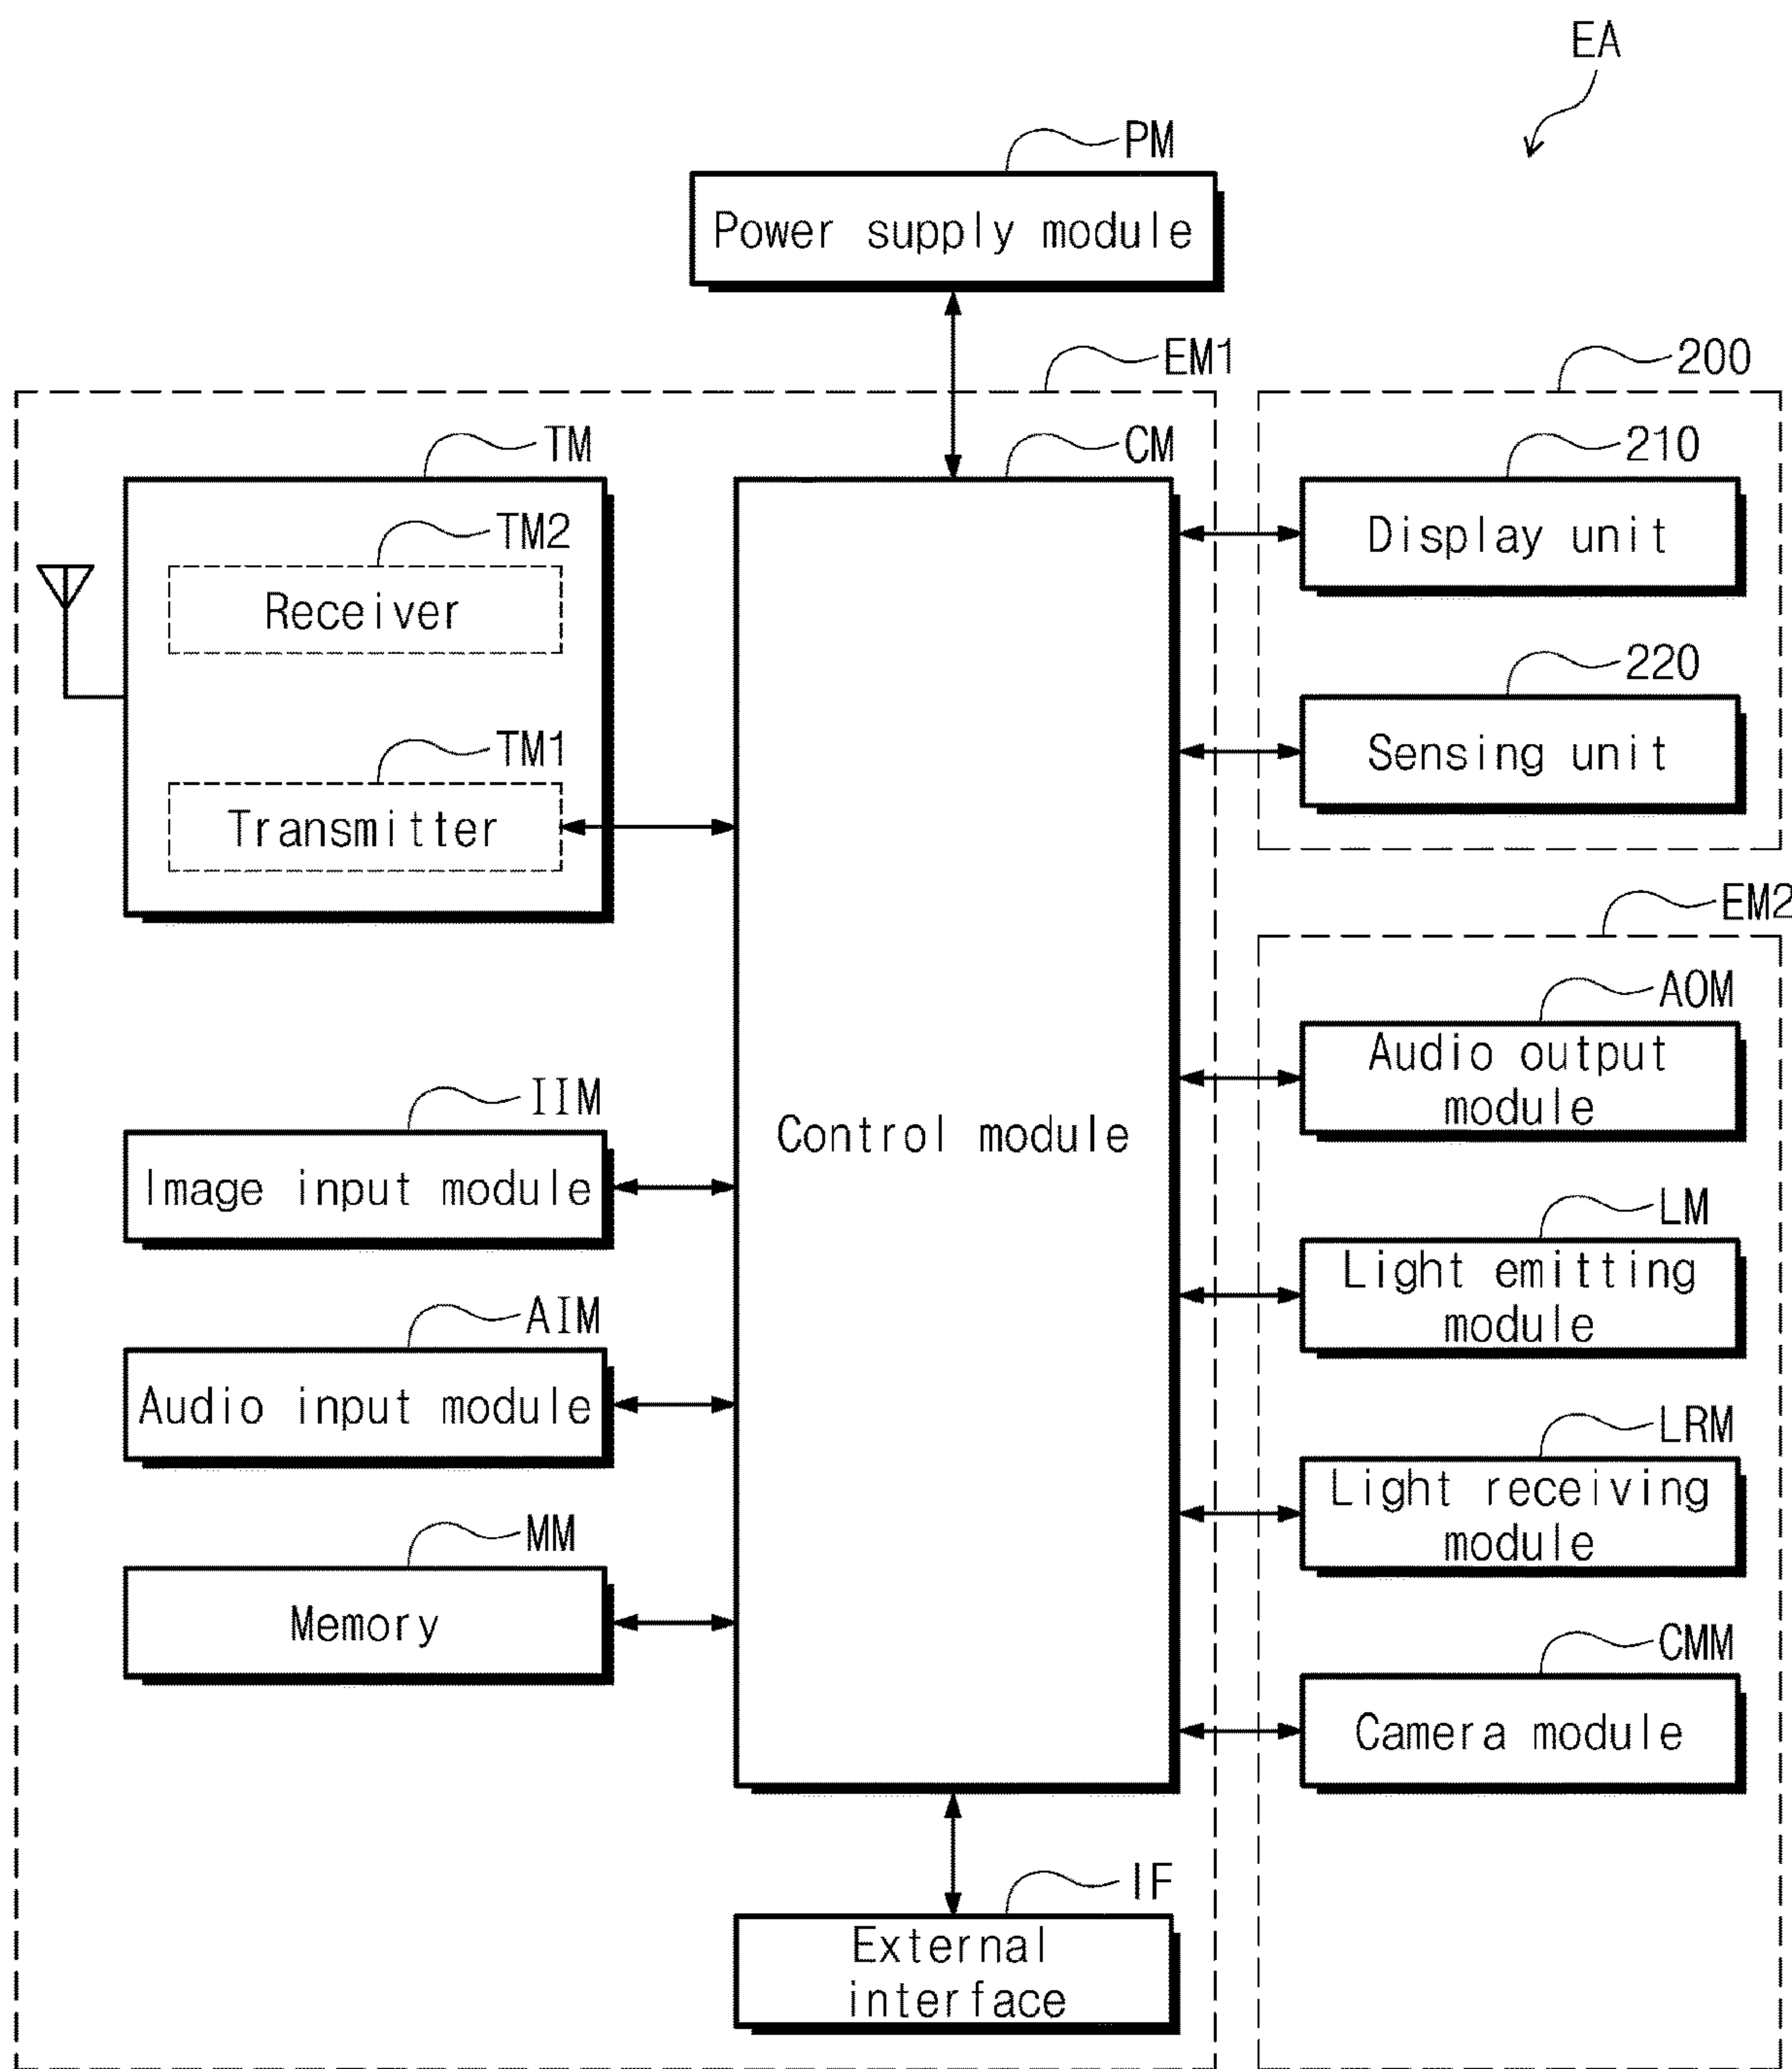 EA
PM
Power supply module
EM1
200
TM
CM
210
TM2
Display unit
Receiver
220
TM1
Sensing unit
Transmitter
EM2
AOM
Audio output
module
IIM
Control module
Image input module
LM
Light emitting
module
AIM
Audio input module
LRM
Light receiving
module
MM
Memory
CMM
Camera module
IF
External
interface